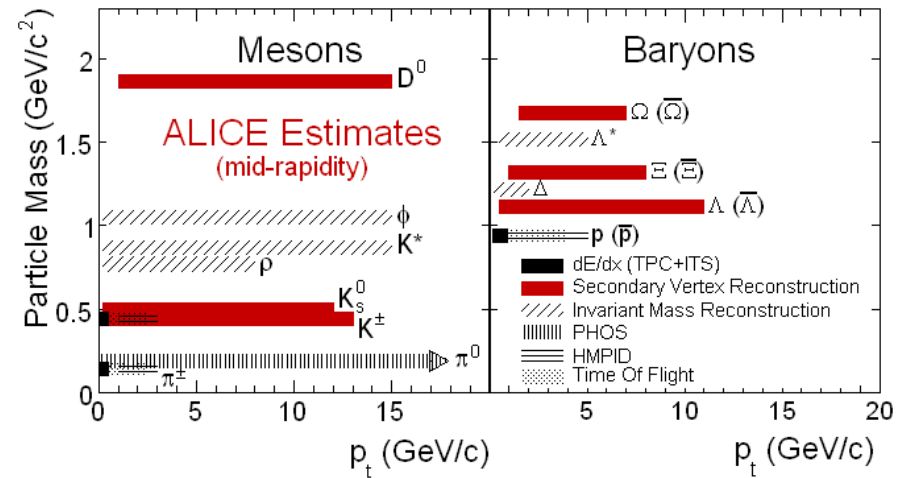 Particle Mass (GeV/c²)
2
1.5
1
0.5
0
Mesons
D⁰
ALICE Estimates
(mid-rapidity)
ϕ
K*
ρ
K⁰ₛ
K±
π⁰
π±
0 5 10 15
pₜ (GeV/c)
Baryons
Ω (Ω̅)
Λ*
Ξ (Ξ̅)
Δ
Λ (Λ̅)
p (p̅)
dE/dx (TPC+ITS)
Secondary Vertex Reconstruction
Invariant Mass Reconstruction
PHOS
HMPID
Time Of Flight
5 10 15 20
pₜ (GeV/c)